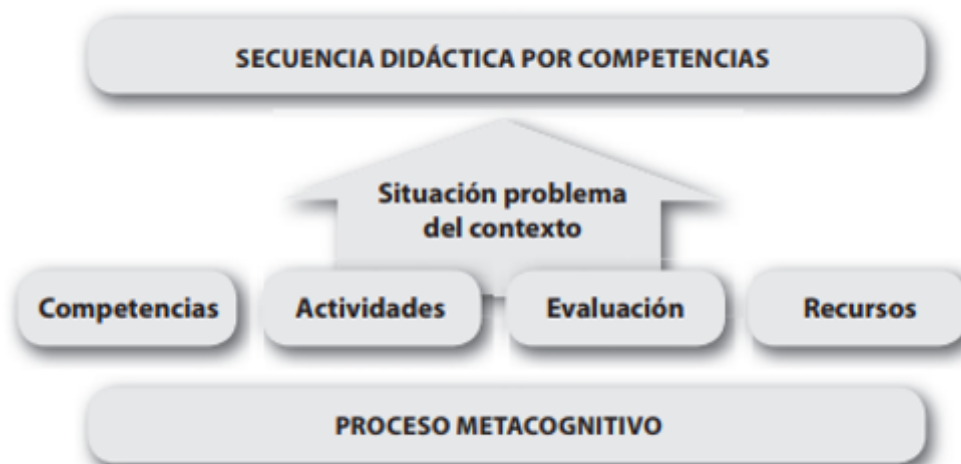 SECUENCIA DIDÁCTICA POR COMPETENCIAS
Situación problema
del contexto
Competencias
Actividades
Evaluación
Recursos
PROCESO METACOGNITIVO